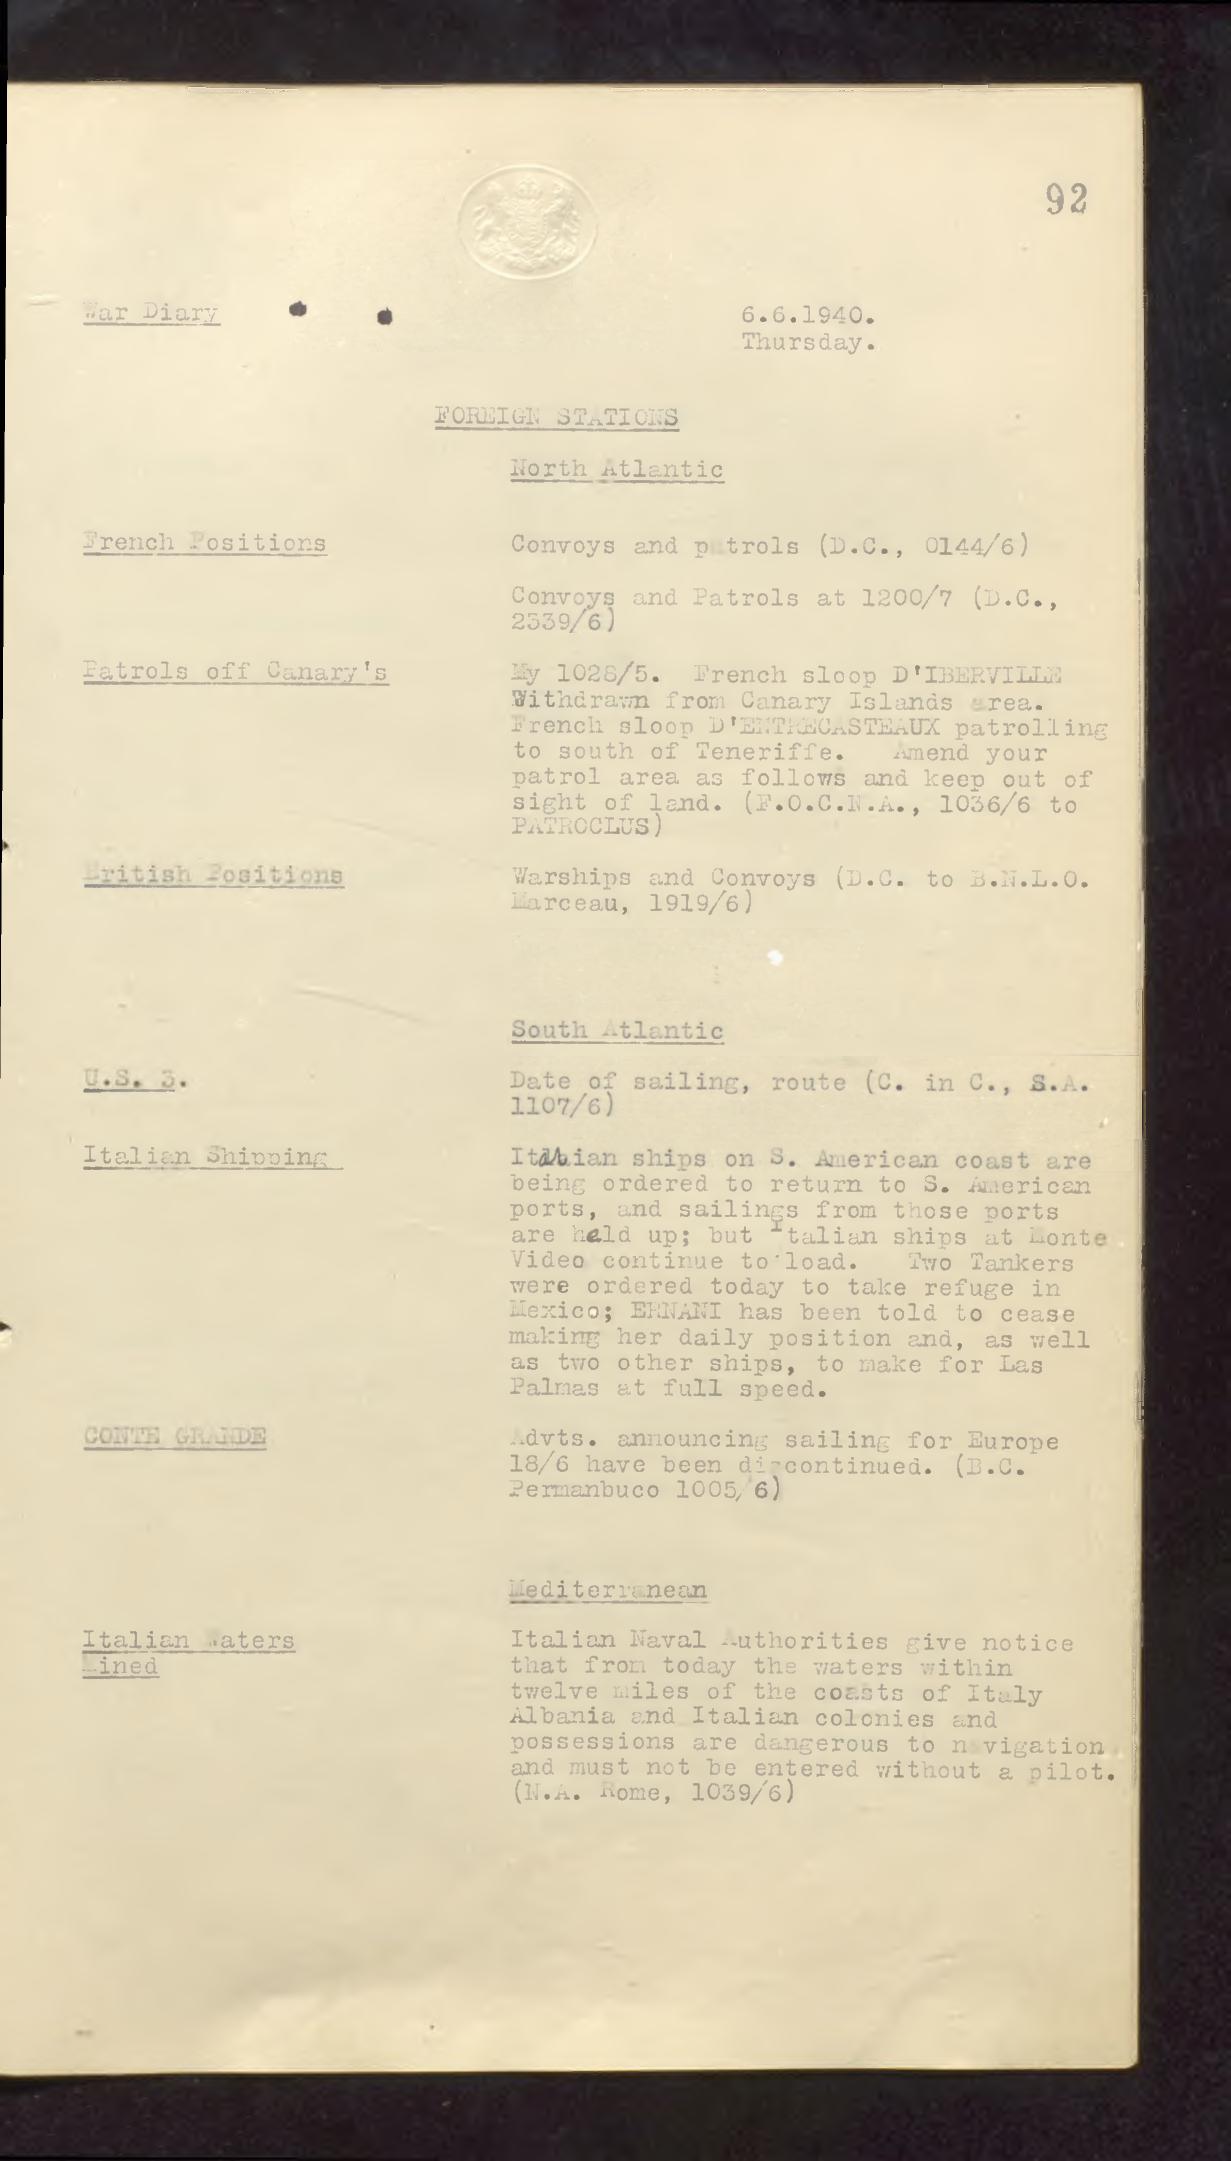 92
War Diary
6.6.1940.
Thursday.
FOREIGN STATIONS
North Atlantic
French Positions
Convoys and patrols (D.C., 0144/6)
Convoys and Patrols at 1200/7 (D.C.,
2339/6)
Patrols off Canary's
My 1028/5. French sloop D'IBERVILLE
Withdrawn from Canary Islands area.
French sloop D'ENTRECASTEAUX patrolling
to south of Teneriffe. Amend your
patrol area as follows and keep out of
sight of land. (F.O.C.N.A., 1036/6 to
PATROCLUS)
British Positions
Warships and Convoys (D.C. to B.N.L.O.
Marceau, 1919/6)
South Atlantic
U.S. 3.
Date of sailing, route (C. in C., S.A.
1107/6)
Italian Shipping
Italian ships on S. American coast are
being ordered to return to S. American
ports, and sailings from those ports
are held up; but Italian ships at Monte
Video continue to load. Two Tankers
were ordered today to take refuge in
Mexico; ERNANI has been told to cease
making her daily position and, as well
as two other ships, to make for Las
Palmas at full speed.
CONTE GRANDE
Advts. announcing sailing for Europe
18/6 have been discontinued. (B.C.
Permanbuco 1005/6)
Mediterranean
Italian Waters
Mined
Italian Naval Authorities give notice
that from today the waters within
twelve miles of the coasts of Italy
Albania and Italian colonies and
possessions are dangerous to navigation
and must not be entered without a pilot.
(N.A. Rome, 1039/6)